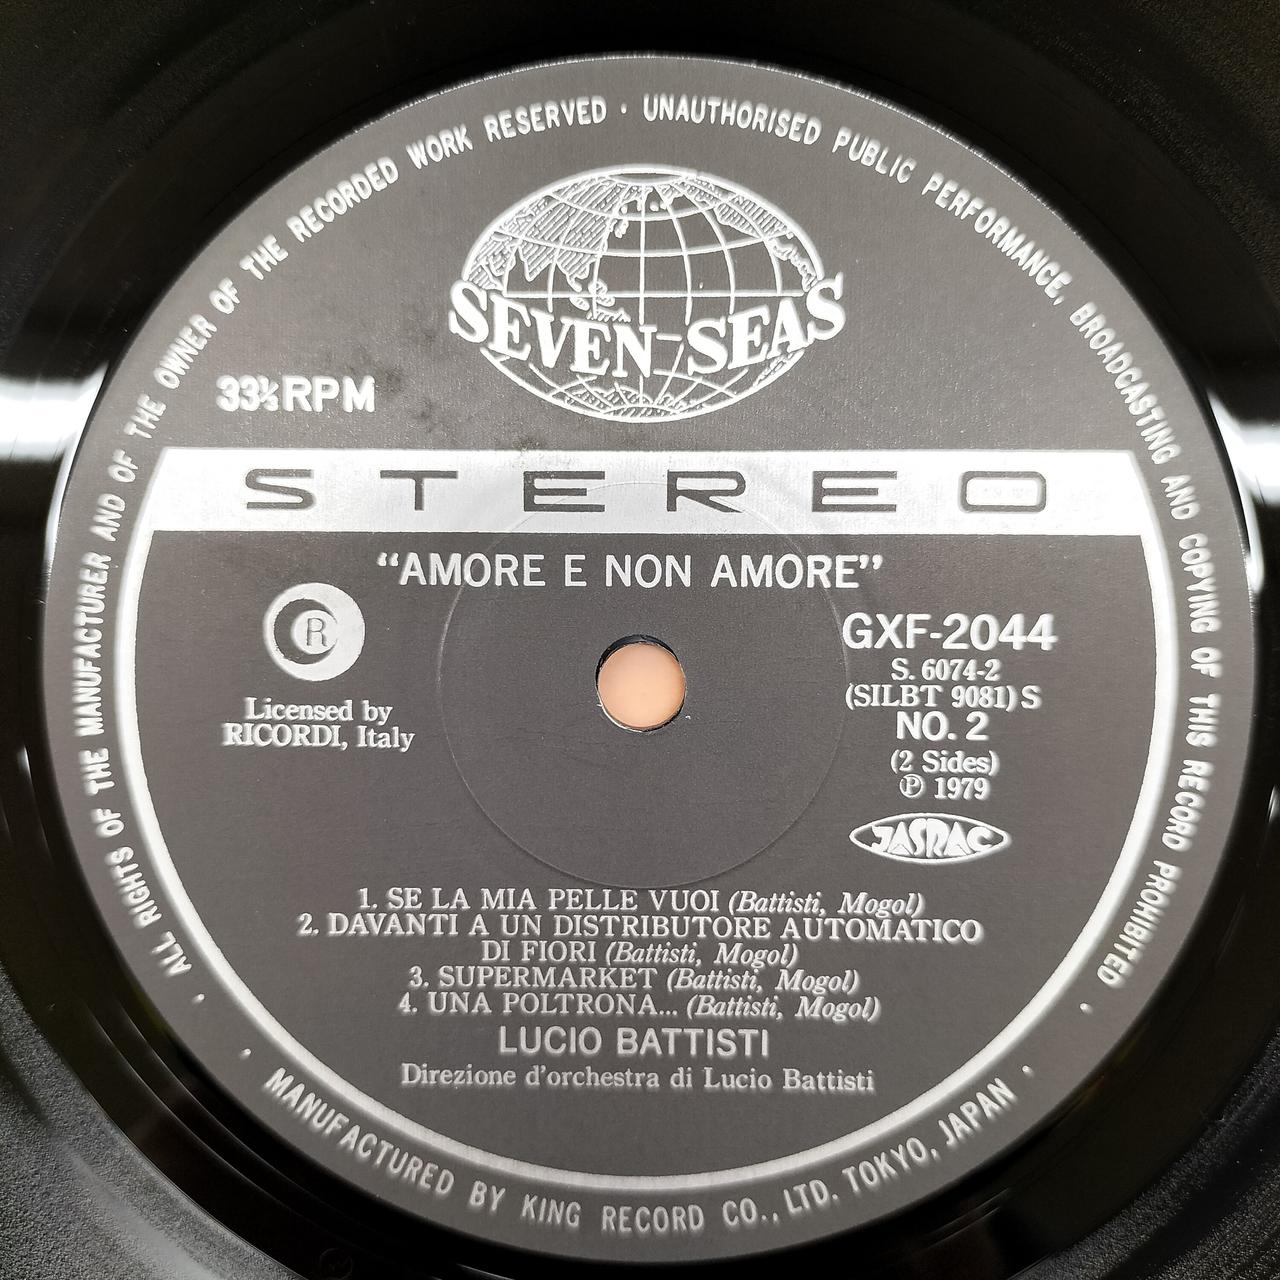 ALL RIGHTS OF THE MANUFACTURER AND OF THE OWNER OF THE RECORDED WORK RESERVED · UNAUTHORISED PUBLIC PERFORMANCE, BROADCASTING AND COPYING OF THIS RECORD PROHIBITED
SEVEN SEAS
33⅓RPM
STEREO
“AMORE E NON AMORE”
R
Licensed by
RICORDI, Italy
GXF-2044
S. 6074-2
(SILBT 9081) S
NO. 2
(2 Sides)
Ⓟ 1979
JASRAC
1. SE LA MIA PELLE VUOI (Battisti, Mogol)
2. DAVANTI A UN DISTRIBUTORE AUTOMATICO
DI FIORI (Battisti, Mogol)
3. SUPERMARKET (Battisti, Mogol)
4. UNA POLTRONA... (Battisti, Mogol)
LUCIO BATTISTI
Direzione d'orchestra di Lucio Battisti
· MANUFACTURED BY KING RECORD CO., LTD. TOKYO, JAPAN ·